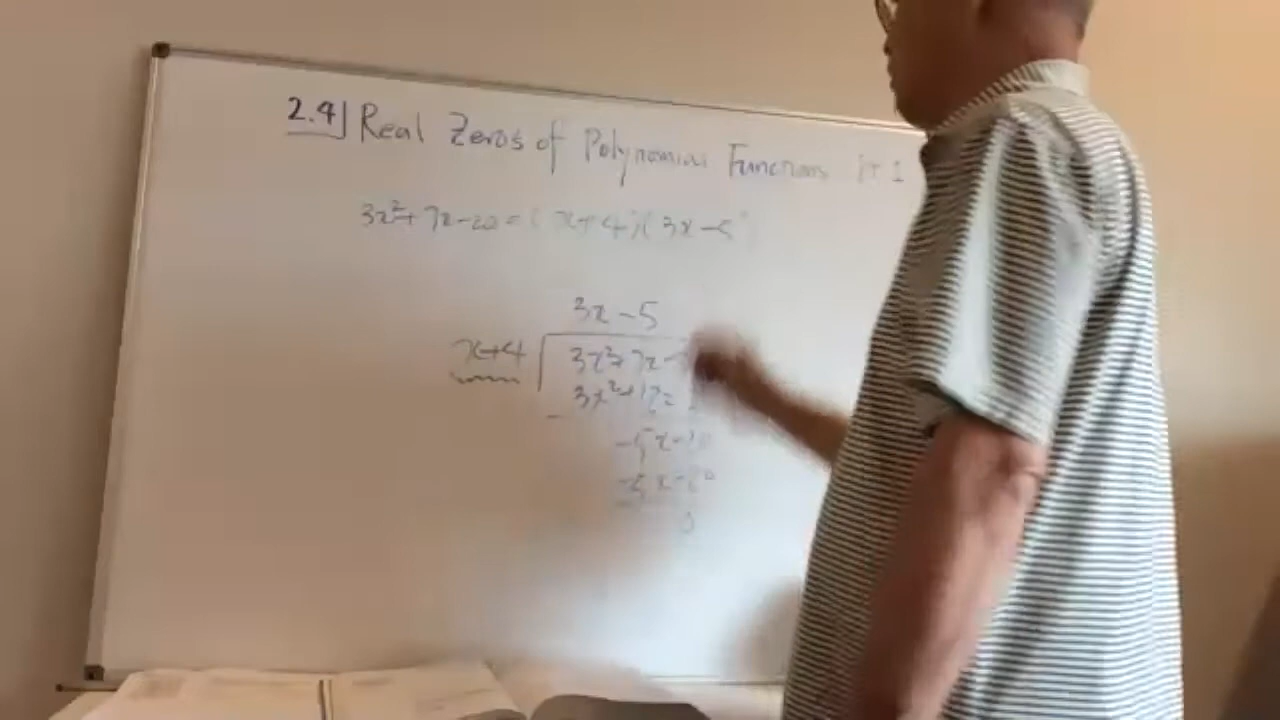 2.4 Real Zeros of Polynomial Functions Pt 1
3x²+7x-20=(x+4)(3x-5)
3x-5
x+4 3x²+7x-
3x²+12x
-5x-20
-5x-20
0